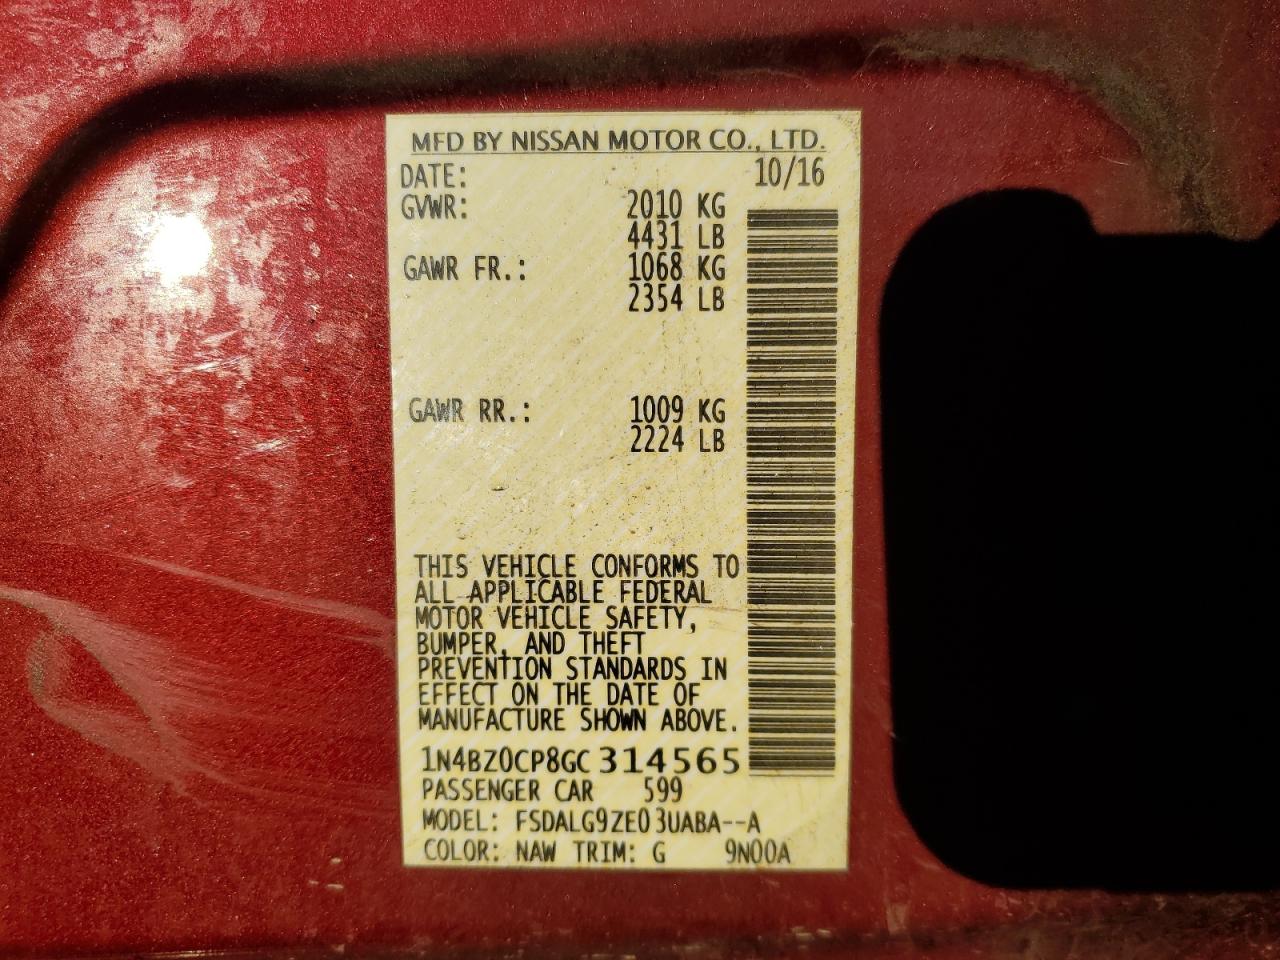 MFD BY NISSAN MOTOR CO., LTD.
DATE: 10/16
GVWR: 2010 KG
4431 LB
GAWR FR.: 1068 KG
2354 LB
GAWR RR.: 1009 KG
2224 LB
THIS VEHICLE CONFORMS TO
ALL APPLICABLE FEDERAL
MOTOR VEHICLE SAFETY,
BUMPER, AND THEFT
PREVENTION STANDARDS IN
EFFECT ON THE DATE OF
MANUFACTURE SHOWN ABOVE.
1N4BZ0CP8GC314565
PASSENGER CAR 599
MODEL: FSDALG9ZE03UABA--A
COLOR: NAW TRIM: G 9N00A